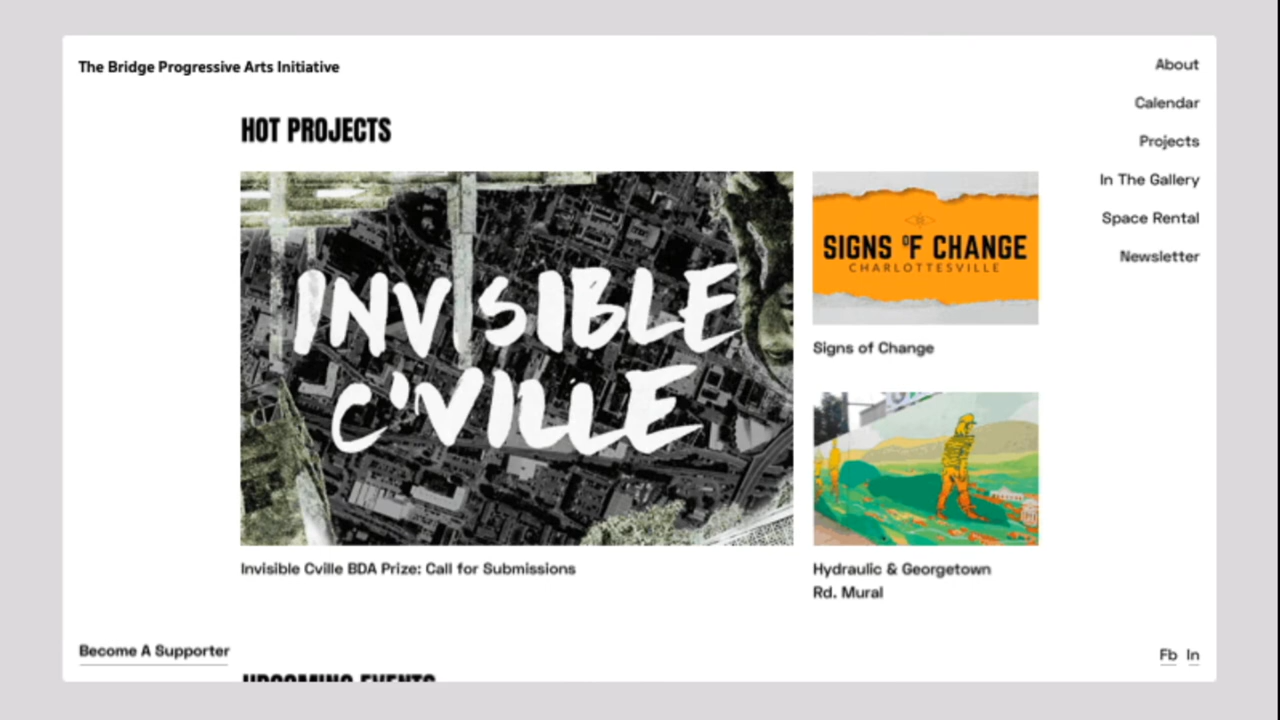 The Bridge Progressive Arts Initiative
About
Calendar
Projects
In The Gallery
Space Rental
Newsletter
HOT PROJECTS
INVISIBLE
C'VILLE
Invisible Cville BDA Prize: Call for Submissions
SIGNS OF CHANGE
CHARLOTTESVILLE
Signs of Change
Hydraulic & Georgetown
Rd. Mural
Become A Supporter
Fb In
UPCOMING EVENTS